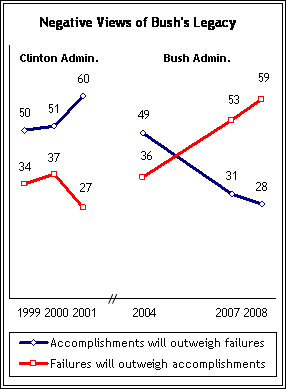 Negative Views of Bush's Legacy
Clinton Admin. Bush Admin.
60
59
50 51
49
53
34 37
36
27
31
28
1999 2000 2001 // 2004 2007 2008
Accomplishments will outweigh failures
Failures will outweigh accomplishments